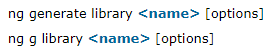 ng generate library <name> [options]
ng g library <name> [options]